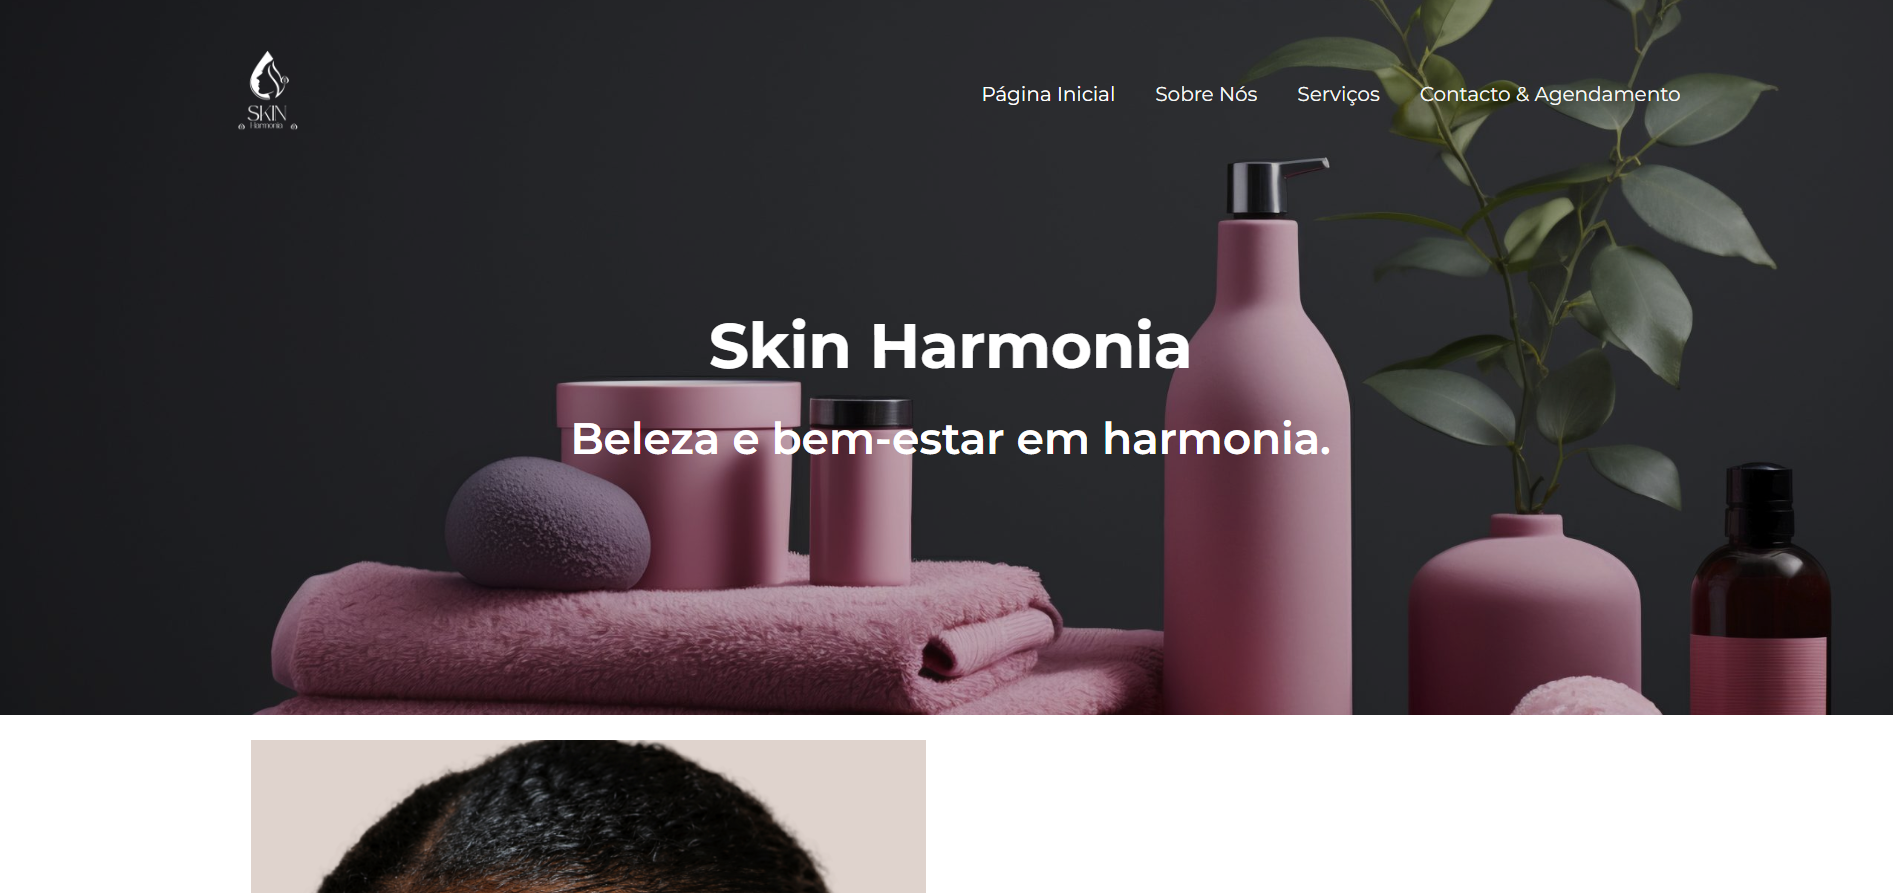 SKIN
Harmonia
Página Inicial
Sobre Nós
Serviços
Contacto & Agendamento
Skin Harmonia
Beleza e bem-estar em harmonia.